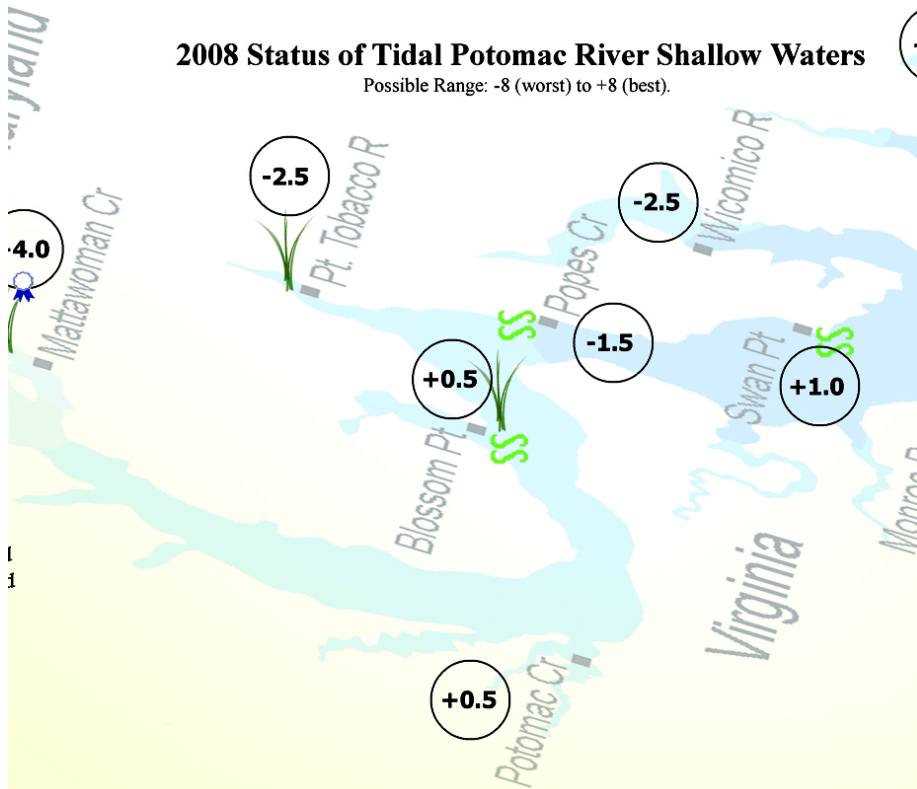 2008 Status of Tidal Potomac River Shallow Waters
Possible Range: -8 (worst) to +8 (best).
-2.5
Pt. Tobacco R
-2.5
Wicomico R
-4.0
Mattawoman Cr
Popes Cr
-1.5
+0.5
Swan Pt
+1.0
Blossom Pt
Virginia
+0.5
Potomac Cr